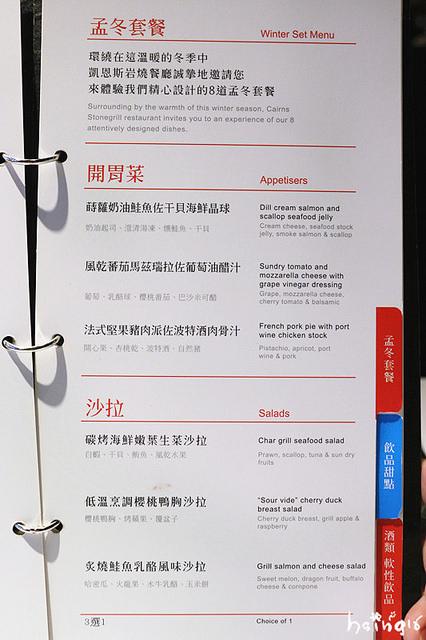 孟冬套餐
Winter Set Menu
環繞在這溫暖的冬季中
凱恩斯岩燒餐廳誠摯地邀請您
來體驗我們精心設計的8道孟冬套餐
Surrounding by the warmth of this winter season, Cairns
Stonegrill restaurant invites you to an experience of our 8
attentively designed dishes.
開胃菜
Appetisers
蒔蘿奶油鮭魚佐干貝海鮮晶球
Dill cream salmon and
scallop seafood jelly
奶油起司、澄清湯凍、燻鮭魚、干貝
Cream cheese, seafood stock
jelly, smoke salmon & scallop
風乾蕃茄馬茲瑞拉佐葡萄油醋汁
Sundry tomato and
mozzarella cheese with
grape vinegar dressing
葡萄、乳酪球、櫻桃番茄、巴沙米可醋
Grape, mozzarella cheese,
cherry tomato & balsamic
法式堅果豬肉派佐波特酒肉骨汁
French pork pie with port
wine chicken stock
開心果、杏桃乾、波特酒、自然豬
Pistachio, apricot, port
wine & pork
沙拉
Salads
碳烤海鮮嫩葉生菜沙拉
Char grill seafood salad
白蝦、干貝、鮪魚、風乾水果
Prawn, scallop, tuna & sun dry
fruits
低溫烹調櫻桃鴨胸沙拉
"Sour vide" cherry duck
breast salad
櫻桃鴨胸、烤蘋果、覆盆子
Cherry duck breast, grill apple &
raspberry
炙燒鮭魚乳酪風味沙拉
Grill salmon and cheese salad
哈密瓜、火龍果、水牛乳酪、玉米餅
Sweet melon, dragon fruit, buffalo
cheese & cornpone
3選1
Choice of 1
孟冬套餐
飲品甜點
酒類 軟性飲品
haing16